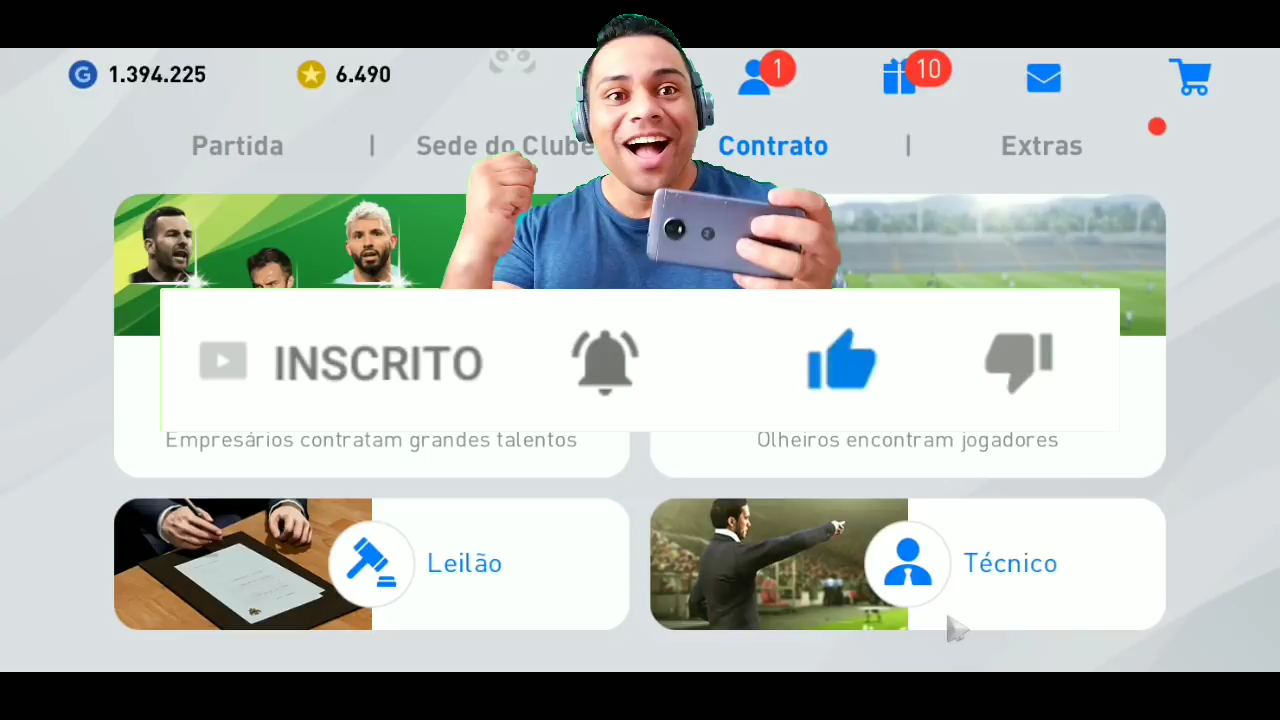 G 1.394.225
6.490
1
10
Partida | Sede do Clube Contrato | Extras
INSCRITO
Empresários contratam grandes talentos
Olheiros encontram jogadores
Leilão
Técnico